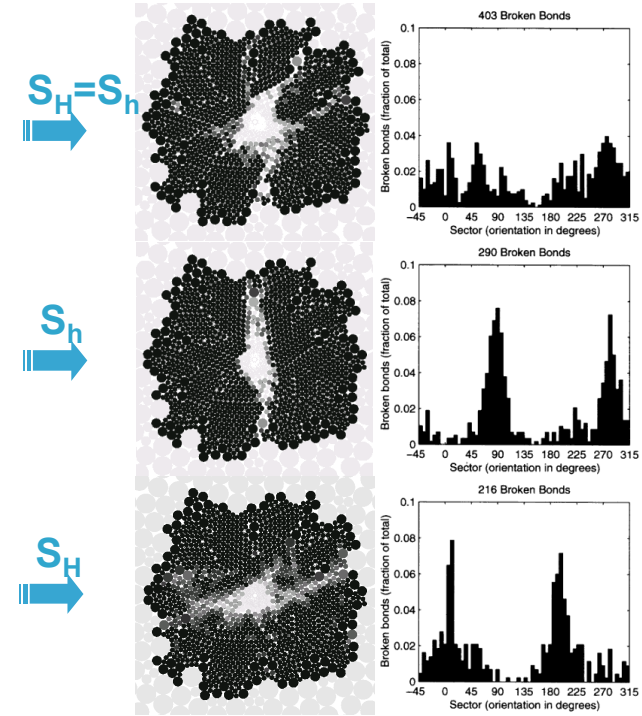 S_H=S_h
403 Broken Bonds
Broken bonds (fraction of total)
0.1
0.08
0.06
0.04
0.02
0
−45 0 45 90 135 180 225 270 315
Sector (orientation in degrees)
S_h
290 Broken Bonds
Broken bonds (fraction of total)
0.1
0.08
0.06
0.04
0.02
0
−45 0 45 90 135 180 225 270 315
Sector (orientation in degrees)
S_H
216 Broken Bonds
Broken bonds (fraction of total)
0.1
0.08
0.06
0.04
0.02
0
−45 0 45 90 135 180 225 270 315
Sector (orientation in degrees)